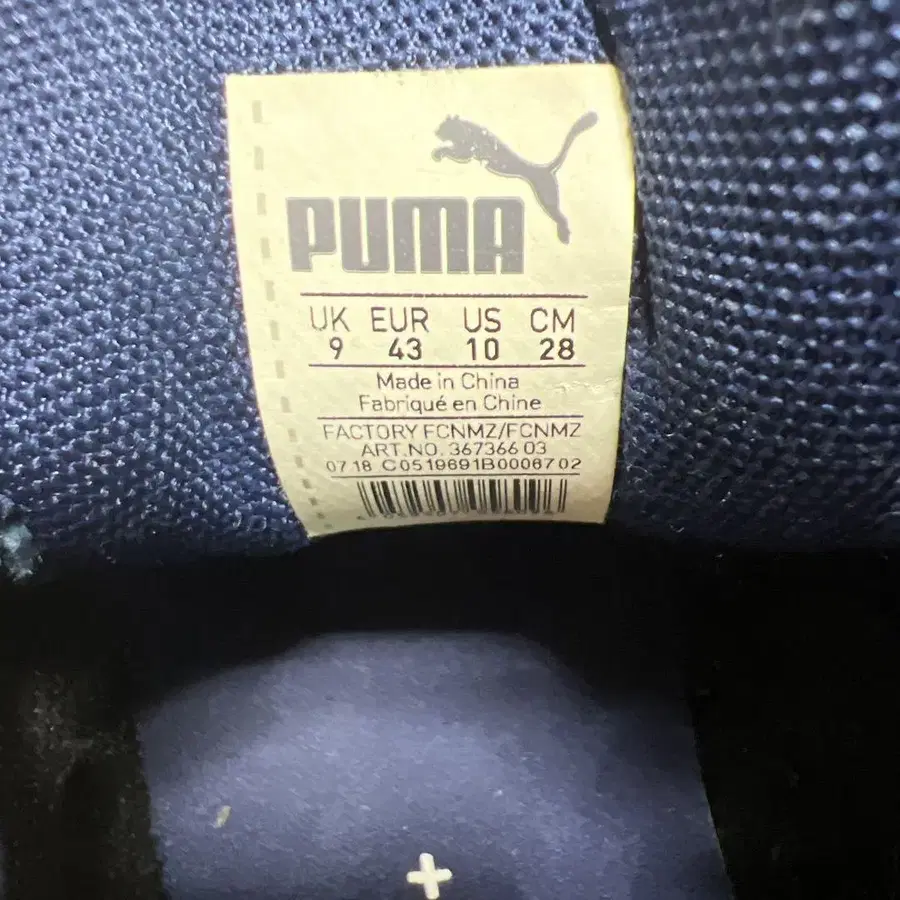 PUMA
UK EUR US CM
9 43 10 28
Made in China
Fabriqué en Chine
FACTORY FCNMZ/FCNMZ
ART.NO. 367366 03
07.18 C0519691B0006702